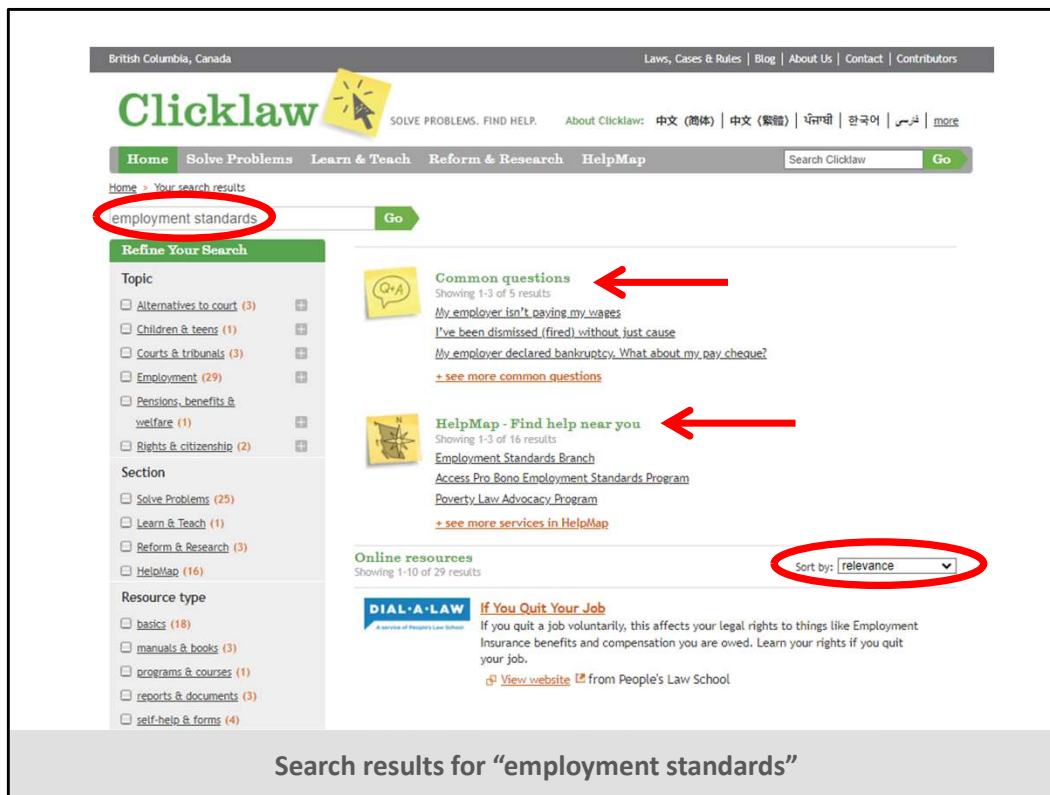 British Columbia, Canada
Laws, Cases & Rules | Blog | About Us | Contact | Contributors
Clicklaw
SOLVE PROBLEMS. FIND HELP.
About Clicklaw: 中文 (简体) | 中文 (繁體) | ਪੰਜਾਬੀ | 한국어 | فارسی | more
Home Solve Problems Learn & Teach Reform & Research HelpMap
Search Clicklaw Go
Home » Your search results
employment standards Go
Refine Your Search
Topic
Alternatives to court (3)
Children & teens (1)
Courts & tribunals (3)
Employment (29)
Pensions, benefits &
welfare (1)
Rights & citizenship (2)
Section
Solve Problems (25)
Learn & Teach (1)
Reform & Research (3)
HelpMap (16)
Resource type
basics (18)
manuals & books (3)
programs & courses (1)
reports & documents (3)
self-help & forms (4)
Q+A
Common questions
Showing 1-3 of 5 results
My employer isn't paying my wages
I've been dismissed (fired) without just cause
My employer declared bankruptcy. What about my pay cheque?
+ see more common questions
N
HelpMap - Find help near you
Showing 1-3 of 16 results
Employment Standards Branch
Access Pro Bono Employment Standards Program
Poverty Law Advocacy Program
+ see more services in HelpMap
Online resources
Showing 1-10 of 29 results
Sort by: relevance
DIAL-A-LAW
A service of People's Law School
If You Quit Your Job
If you quit a job voluntarily, this affects your legal rights to things like Employment
Insurance benefits and compensation you are owed. Learn your rights if you quit
your job.
View website from People's Law School
Search results for “employment standards”